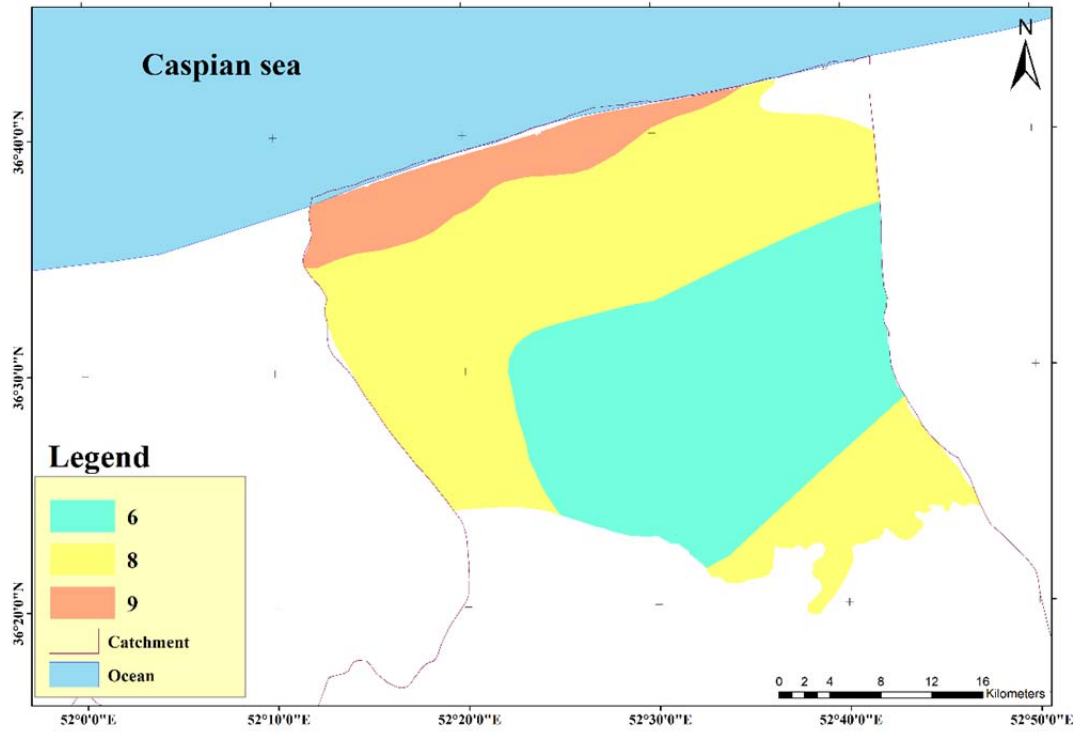 Caspian sea
N
36°40'0"N
36°30'0"N
36°20'0"N
Legend
6
8
9
Catchment
Ocean
0 2 4 8 12 16
Kilometers
52°0'0"E 52°10'0"E 52°20'0"E 52°30'0"E 52°40'0"E 52°50'0"E